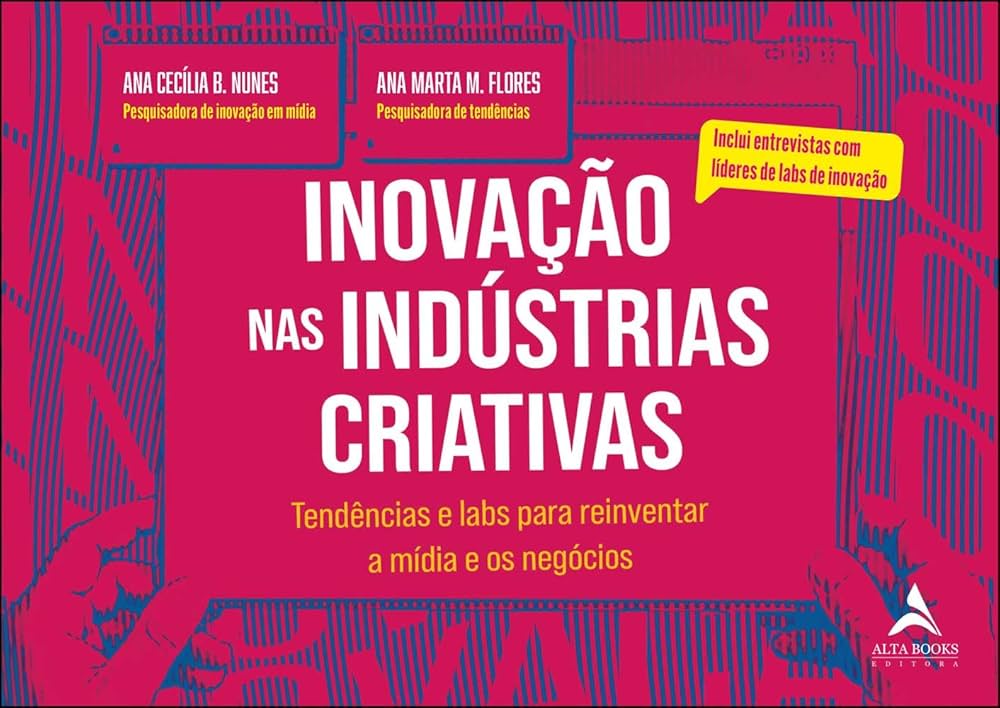 ANA CECÍLIA B. NUNES
Pesquisadora de inovação em mídia
ANA MARTA M. FLORES
Pesquisadora de tendências
Inclui entrevistas com
líderes de labs de inovação
INOVAÇÃO
NAS INDÚSTRIAS
CRIATIVAS
Tendências e labs para reinventar
a mídia e os negócios
ALTA BOOKS
EDITORA